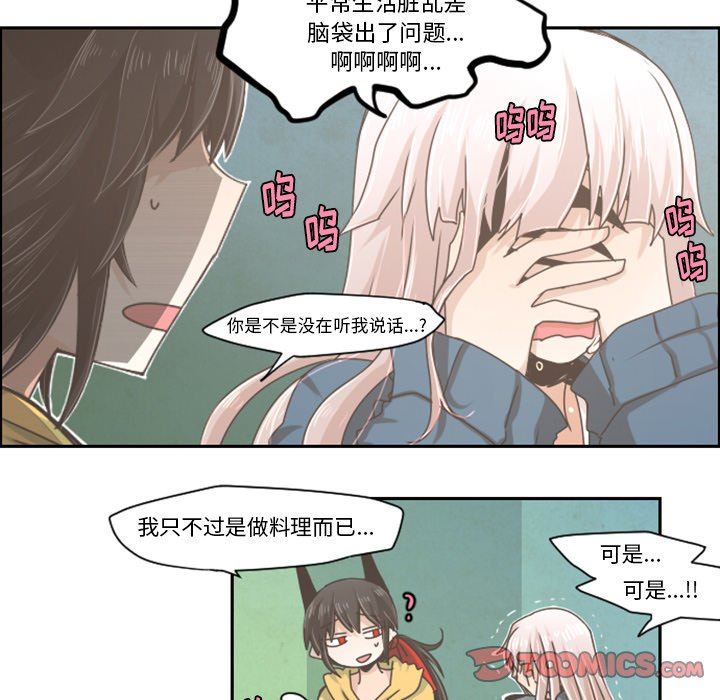 平常生活脏乱差
脑袋出了问题...
啊啊啊啊...
呜呜
呜
呜
呜
呜
你是不是没在听我说话...?
我只不过是做料理而已...
可是...
可是...!!
?
TOOMICS.COM